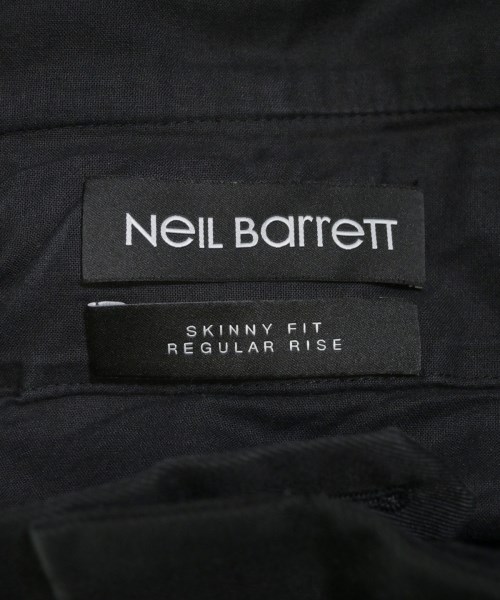 NeIL BarreTT
SKINNY FIT
REGULAR RISE